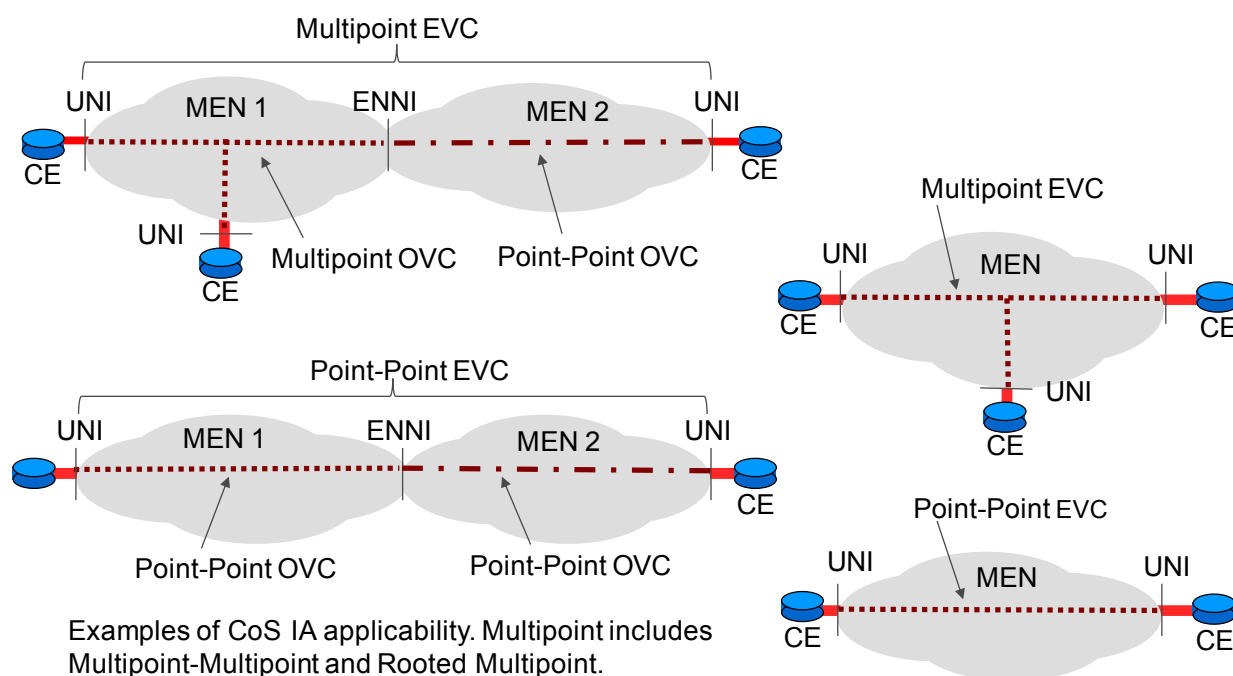 Multipoint EVC
UNI
MEN 1
ENNI
MEN 2
UNI
CE
CE
UNI
Multipoint OVC
Point-Point OVC
CE
Point-Point EVC
UNI
MEN 1
ENNI
MEN 2
UNI
CE
Point-Point OVC
Point-Point OVC
Examples of CoS IA applicability. Multipoint includes
Multipoint-Multipoint and Rooted Multipoint.
Multipoint EVC
UNI
MEN
UNI
CE
CE
UNI
CE
Point-Point EVC
UNI
MEN
UNI
CE
CE